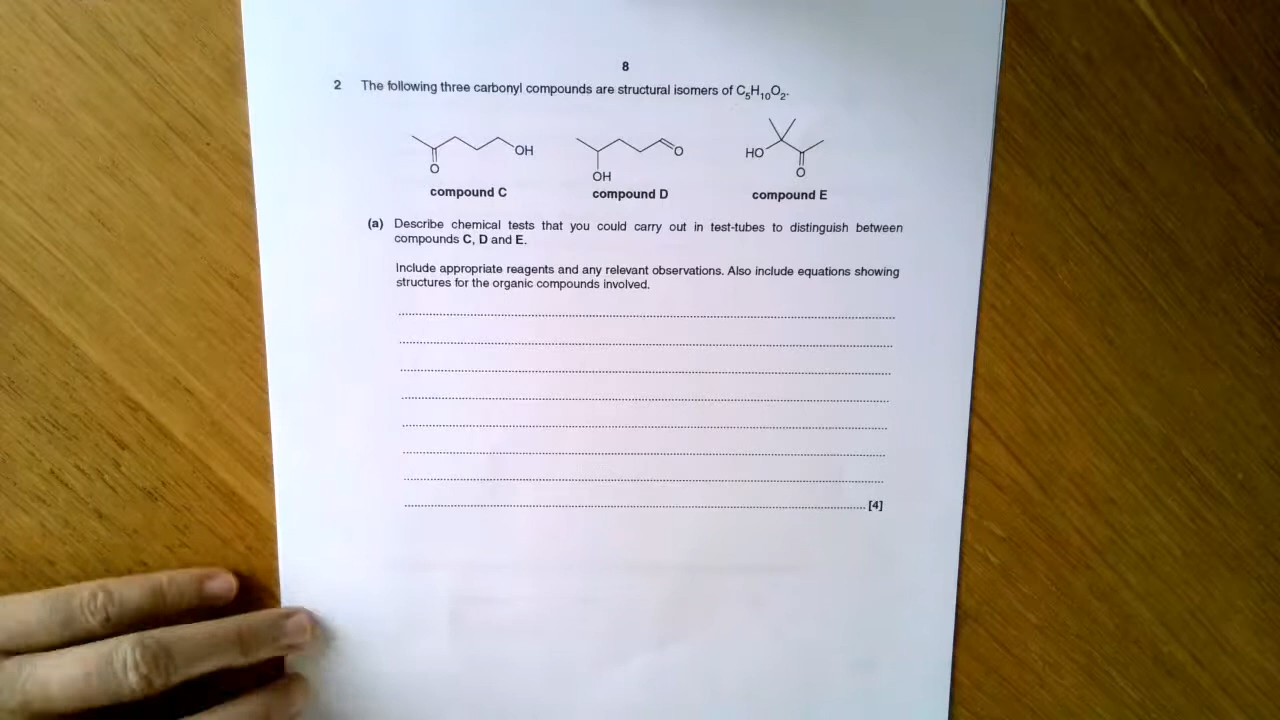 8
2 The following three carbonyl compounds are structural isomers of C₅H₁₀O₂.
OH O
compound C
OH O
compound D
HO O
compound E
(a) Describe chemical tests that you could carry out in test-tubes to distinguish between
compounds C, D and E.
Include appropriate reagents and any relevant observations. Also include equations showing
structures for the organic compounds involved.
[4]